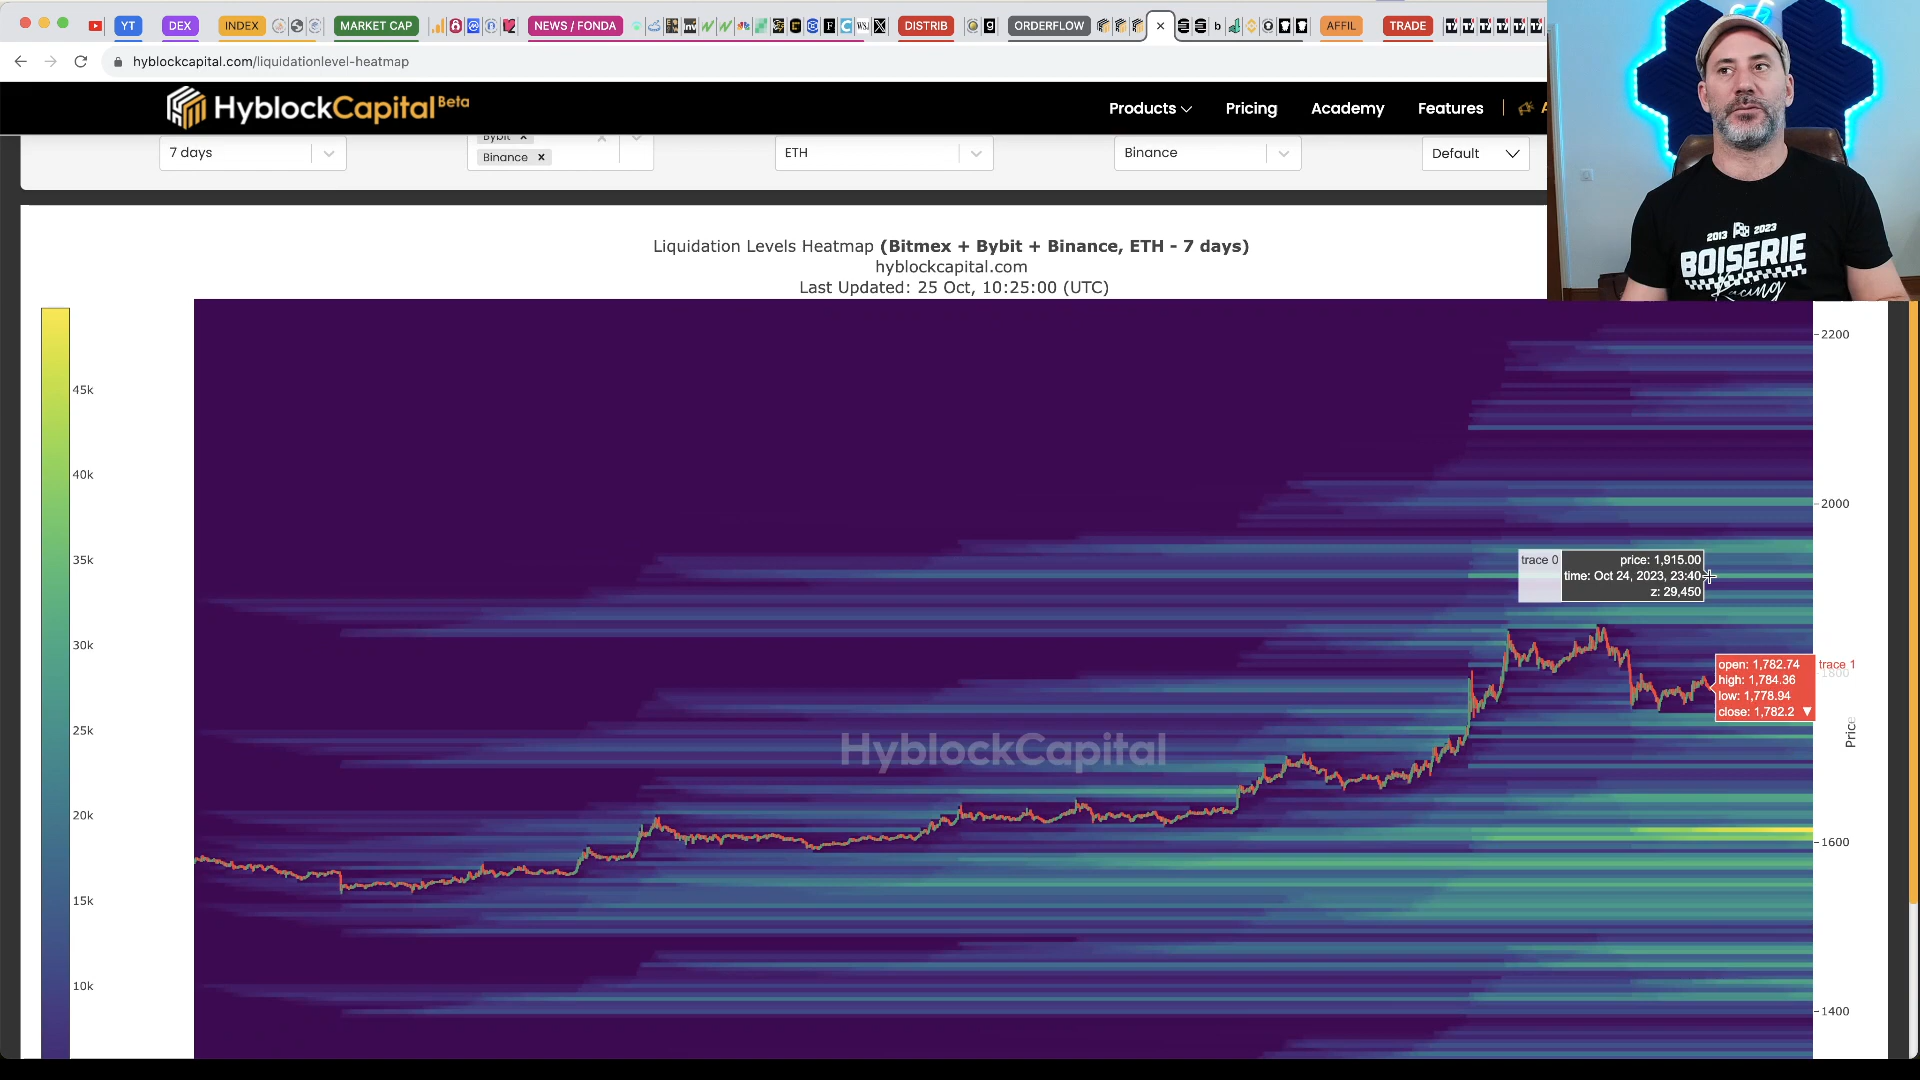 YT
DEX
INDEX
MARKET CAP
NEWS / FONDA
DISTRIB
ORDERFLOW
AFFIL
TRADE
hyblockcapital.com/liquidationlevel-heatmap
HyblockCapital Beta
Products
Pricing
Academy
Features
7 days
Bybit ×
Binance ×
ETH
Binance
Default
2013 2023
BOISERIE
Racing
Liquidation Levels Heatmap (Bitmex + Bybit + Binance, ETH - 7 days)
hyblockcapital.com
Last Updated: 25 Oct, 10:25:00 (UTC)
45k
40k
35k
30k
25k
20k
15k
10k
2200
2000
1800
1600
1400
Price
trace 0
price: 1,915.00
time: Oct 24, 2023, 23:40
z: 29,450
open: 1,782.74
high: 1,784.36
low: 1,778.94
close: 1,782.2 ▼
trace 1
HyblockCapital